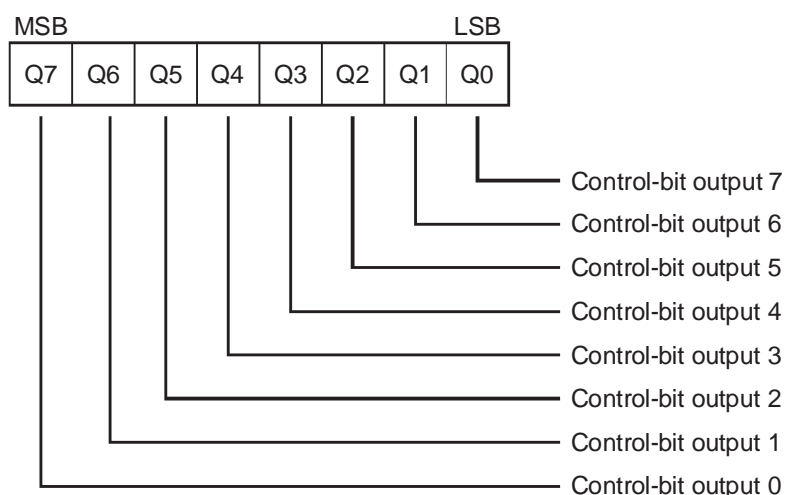 MSB LSB
Q7 Q6 Q5 Q4 Q3 Q2 Q1 Q0
Control-bit output 7
Control-bit output 6
Control-bit output 5
Control-bit output 4
Control-bit output 3
Control-bit output 2
Control-bit output 1
Control-bit output 0